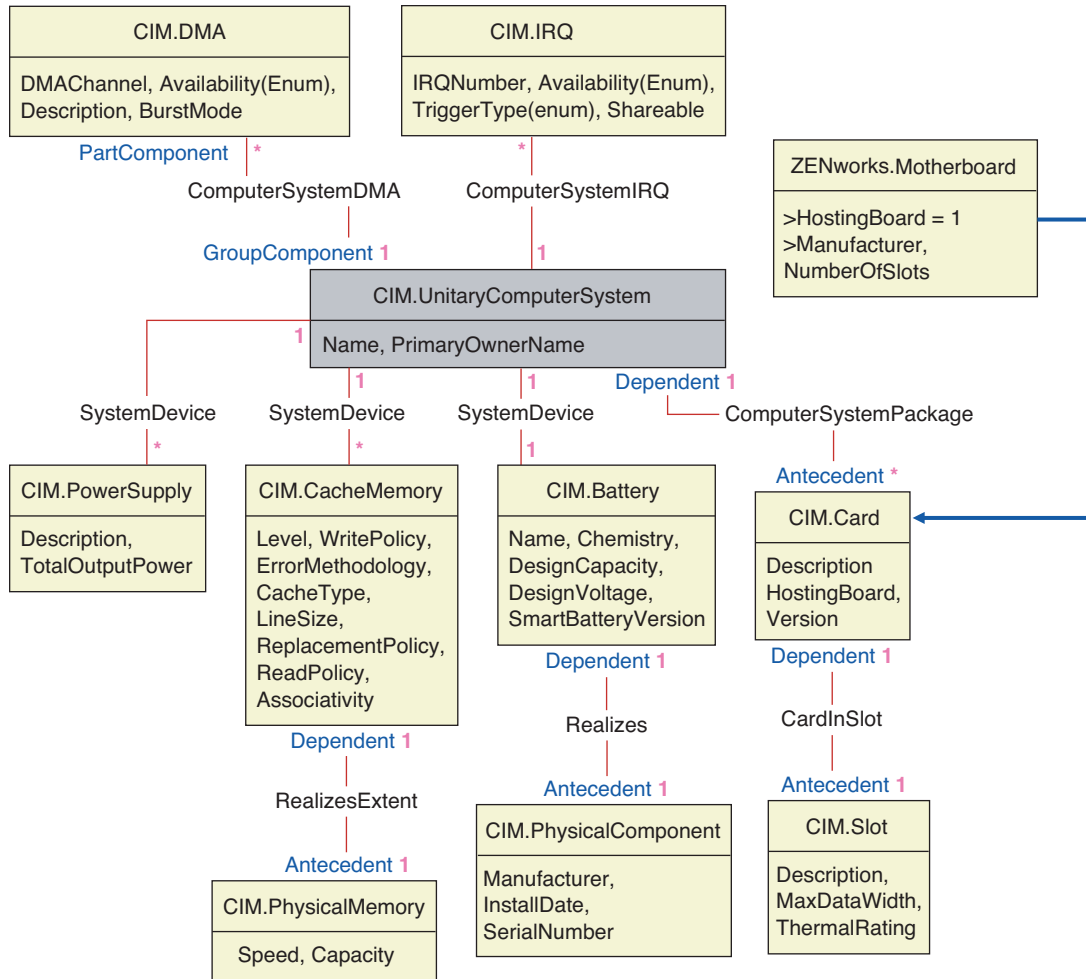 CIM.DMA
DMAChannel, Availability(Enum),
Description, BurstMode
CIM.IRQ
IRQNumber, Availability(Enum),
TriggerType(enum), Shareable
PartComponent
*
*
ComputerSystemDMA
ComputerSystemIRQ
GroupComponent 1
1
ZENworks.Motherboard
>HostingBoard = 1
>Manufacturer,
NumberOfSlots
CIM.UnitaryComputerSystem
Name, PrimaryOwnerName
1
1
1
Dependent 1
SystemDevice
SystemDevice
SystemDevice
ComputerSystemPackage
*
*
1
Antecedent *
CIM.PowerSupply
Description,
TotalOutputPower
CIM.CacheMemory
Level, WritePolicy,
ErrorMethodology,
CacheType,
LineSize,
ReplacementPolicy,
ReadPolicy,
Associativity
CIM.Battery
Name, Chemistry,
DesignCapacity,
DesignVoltage,
SmartBatteryVersion
CIM.Card
Description
HostingBoard,
Version
Dependent 1
RealizesExtent
Antecedent 1
CIM.PhysicalMemory
Speed, Capacity
Dependent 1
Realizes
Antecedent 1
CIM.PhysicalComponent
Manufacturer,
InstallDate,
SerialNumber
Dependent 1
CardInSlot
Antecedent 1
CIM.Slot
Description,
MaxDataWidth,
ThermalRating